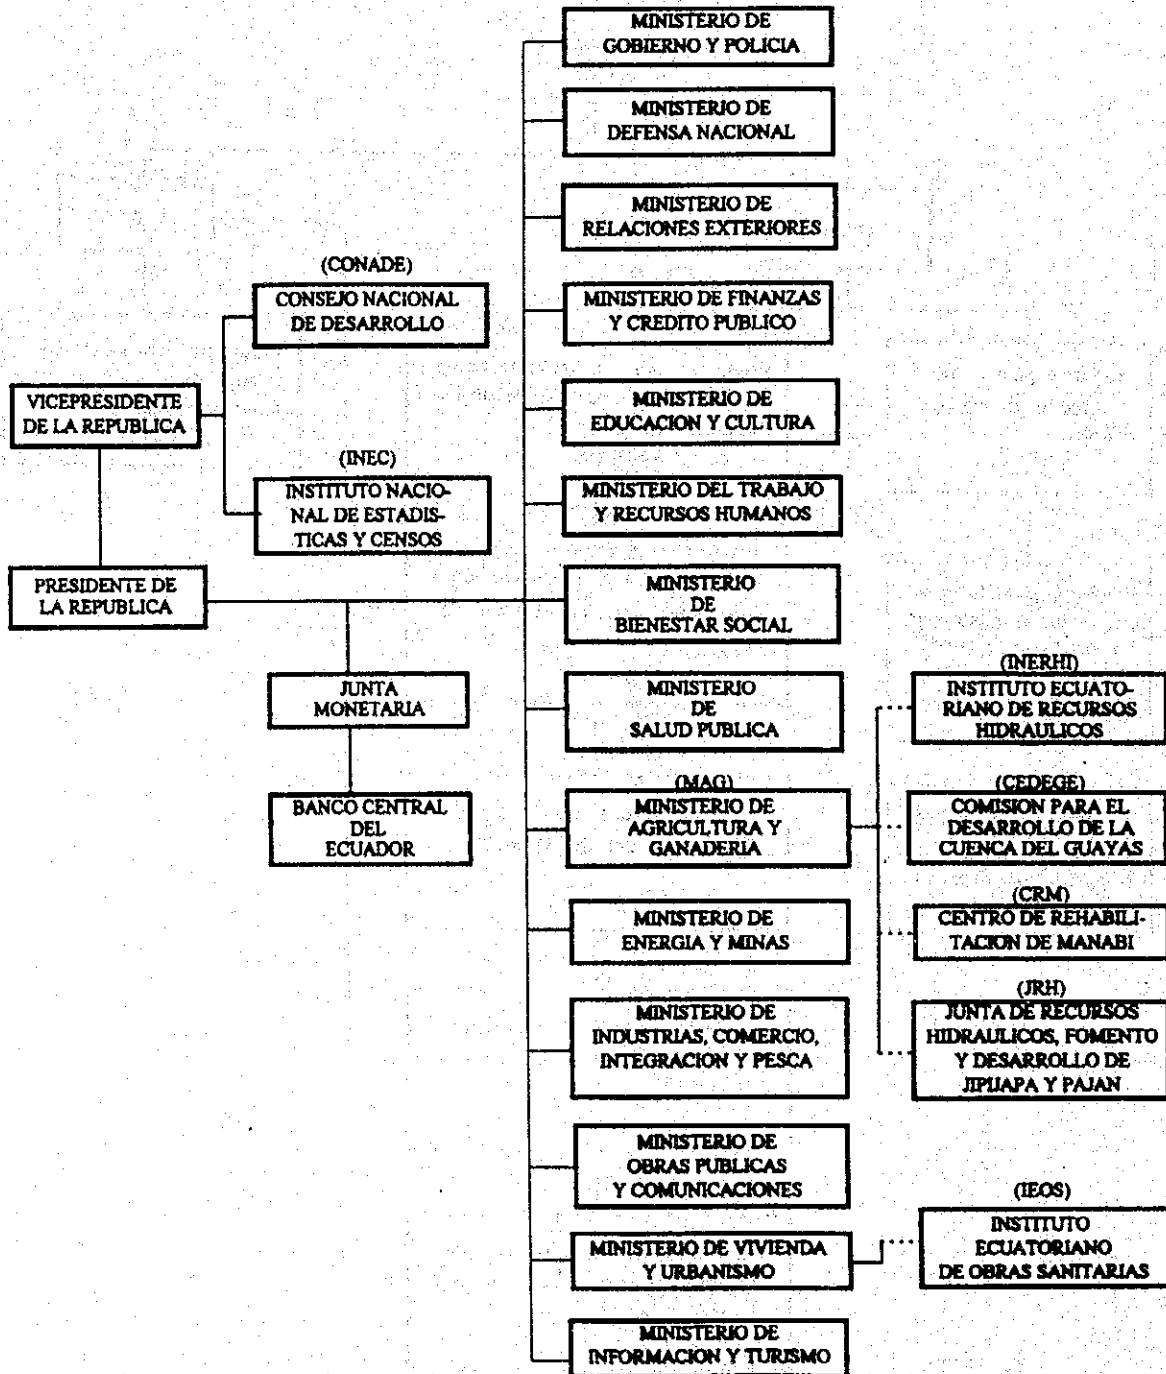 MINISTERIO DE
GOBIERNO Y POLICIA
MINISTERIO DE
DEFENSA NACIONAL
MINISTERIO DE
RELACIONES EXTERIORES
(CONADE)
CONSEJO NACIONAL
DE DESARROLLO
MINISTERIO DE FINANZAS
Y CREDITO PUBLICO
VICEPRESIDENTE
DE LA REPUBLICA
MINISTERIO DE
EDUCACION Y CULTURA
(INEC)
INSTITUTO NACIO-
NAL DE ESTADIS-
TICAS Y CENSOS
MINISTERIO DEL TRABAJO
Y RECURSOS HUMANOS
PRESIDENTE DE
LA REPUBLICA
MINISTERIO
DE
BIENESTAR SOCIAL
JUNTA
MONETARIA
MINISTERIO
DE
SALUD PUBLICA
(INERHI)
INSTITUTO ECUATO-
RIANO DE RECURSOS
HIDRAULICOS
BANCO CENTRAL
DEL
ECUADOR
(MAG)
MINISTERIO DE
AGRICULTURA Y
GANADERIA
(CEDEGE)
COMISION PARA EL
DESARROLLO DE LA
CUENCA DEL GUAYAS
MINISTERIO DE
ENERGIA Y MINAS
(CRM)
CENTRO DE REHABILI-
TACION DE MANABI
MINISTERIO DE
INDUSTRIAS, COMERCIO,
INTEGRACION Y PESCA
(JRH)
JUNTA DE RECURSOS
HIDRAULICOS, FOMENTO
Y DESARROLLO DE
JIPIJAPA Y PAJAN
MINISTERIO DE
OBRAS PUBLICAS
Y COMUNICACIONES
MINISTERIO DE VIVIENDA
Y URBANISMO
(IEOS)
INSTITUTO
ECUATORIANO
DE OBRAS SANITARIAS
MINISTERIO DE
INFORMACION Y TURISMO